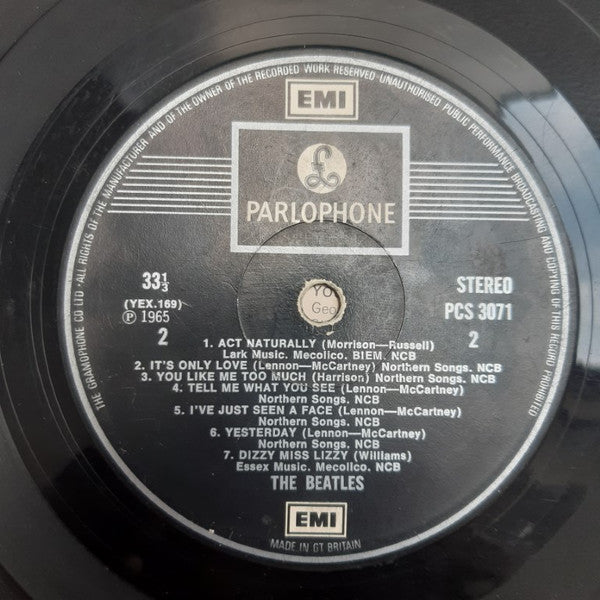 ·ALL RIGHTS OF THE MANUFACTURER AND OF THE OWNER OF THE RECORDED WORK RESERVED·UNAUTHORISED PUBLIC PERFORMANCE BROADCASTING AND COPYING OF THIS RECORD PROHIBITED
THE GRAMOPHONE CO LTD
EMI
£
PARLOPHONE
33⅓
STEREO
(YEX.169)
PCS 3071
℗ 1965
2
2
YO
Geo
1. ACT NATURALLY (Morrison—Russell)
Lark Music. Mecolico. BIEM. NCB
2. IT'S ONLY LOVE (Lennon—McCartney) Northern Songs. NCB
3. YOU LIKE ME TOO MUCH (Harrison) Northern Songs. NCB
4. TELL ME WHAT YOU SEE (Lennon—McCartney)
Northern Songs. NCB
5. I'VE JUST SEEN A FACE (Lennon—McCartney)
Northern Songs. NCB
6. YESTERDAY (Lennon—McCartney)
Northern Songs. NCB
7. DIZZY MISS LIZZY (Williams)
Essex Music. Mecolico. NCB
THE BEATLES
EMI
MADE IN GT BRITAIN